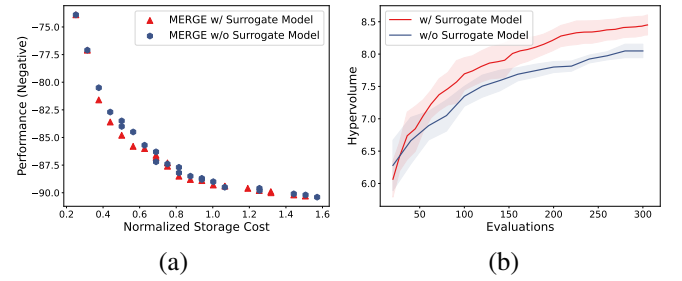 MERGE w/ Surrogate Model
MERGE w/o Surrogate Model
Performance (Negative)
−75.0
−77.5
−80.0
−82.5
−85.0
−87.5
−90.0
0.2 0.4 0.6 0.8 1.0 1.2 1.4 1.6
Normalized Storage Cost
(a)
w/ Surrogate Model
w/o Surrogate Model
Hypervolume
8.5
8.0
7.5
7.0
6.5
6.0
50 100 150 200 250 300
Evaluations
(b)